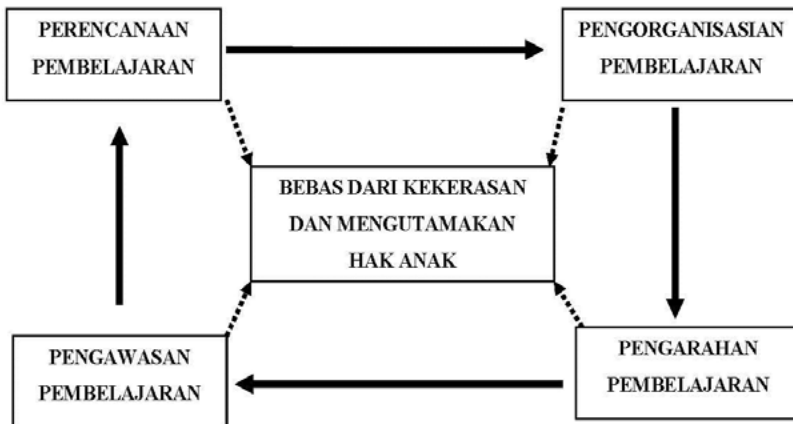 PERENCANAAN
PEMBELAJARAN
PENGORGANISASIAN
PEMBELAJARAN
BEBAS DARI KEKERASAN
DAN MENGUTAMAKAN
HAK ANAK
PENGAWASAN
PEMBELAJARAN
PENGARAHAN
PEMBELAJARAN